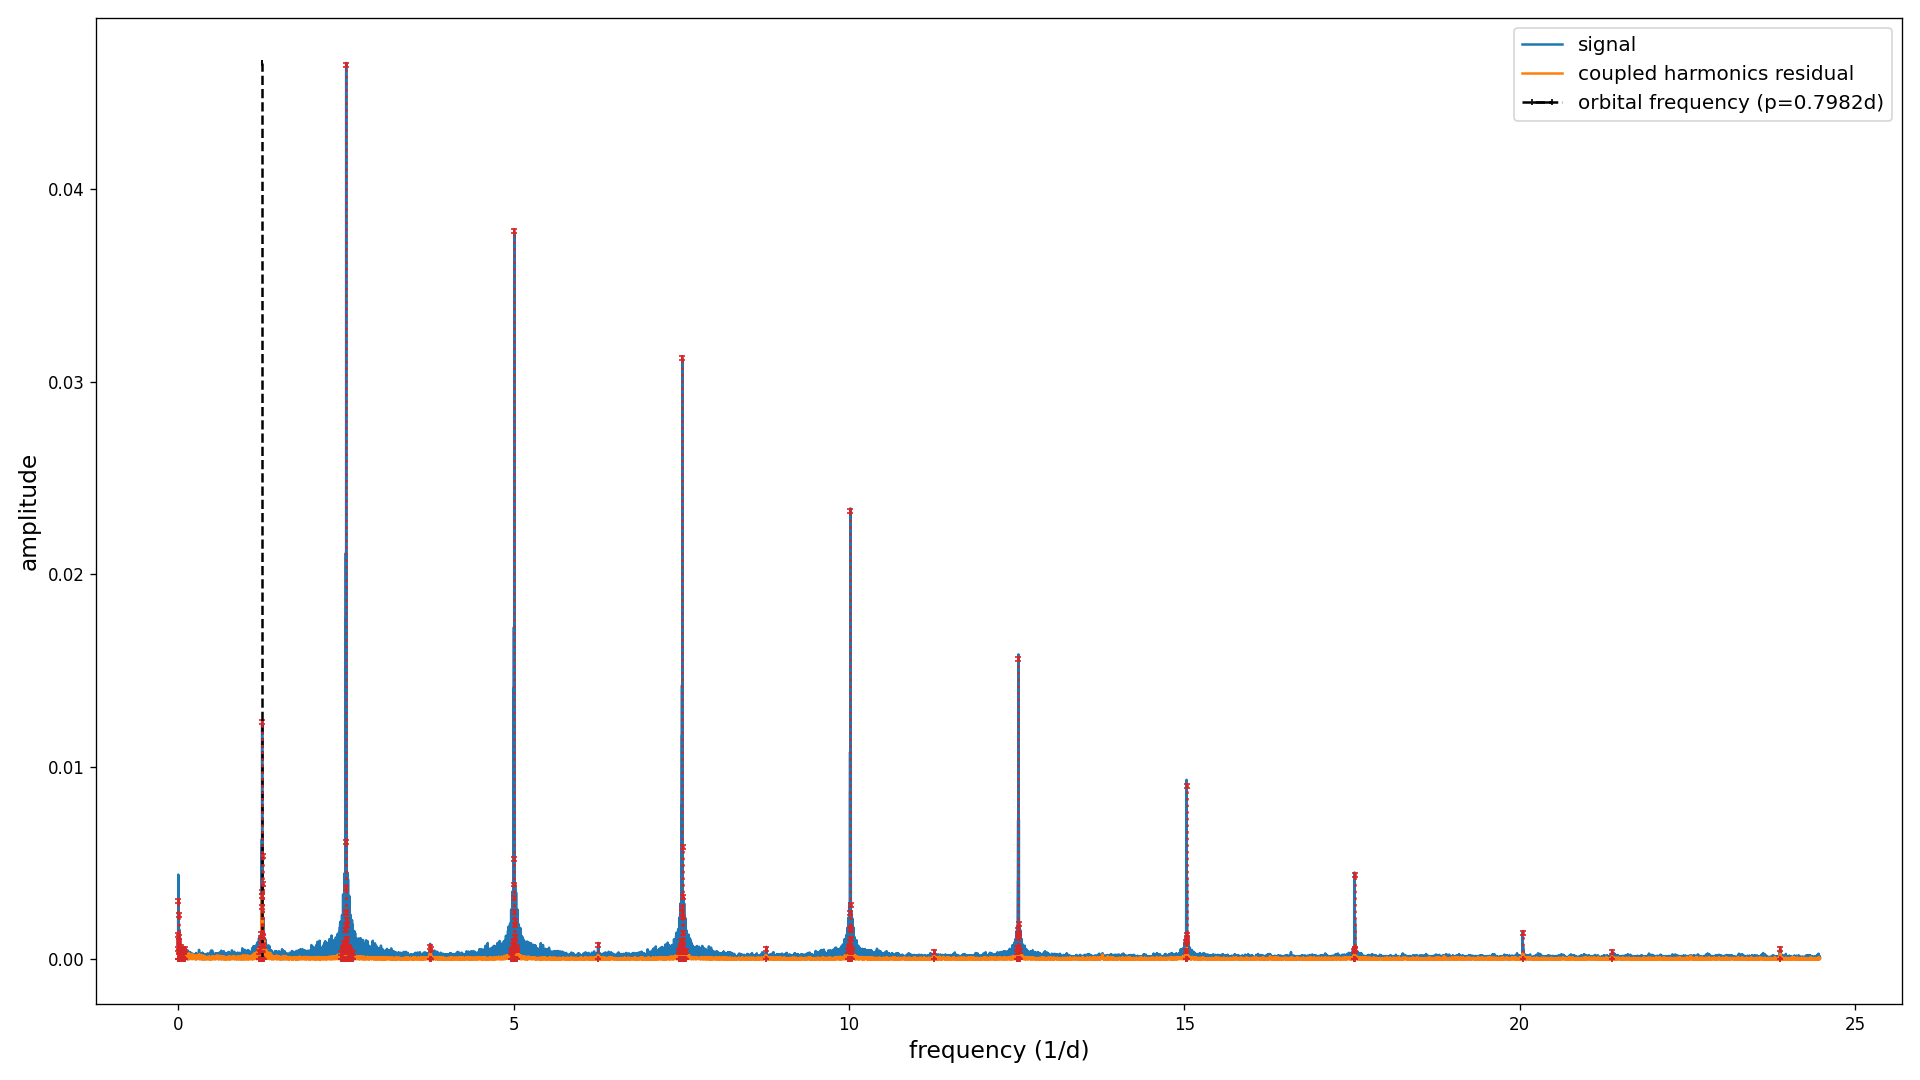 signal
coupled harmonics residual
orbital frequency (p=0.7982d)
amplitude
0.04
0.03
0.02
0.01
0.00
0 5 10 15 20 25
frequency (1/d)